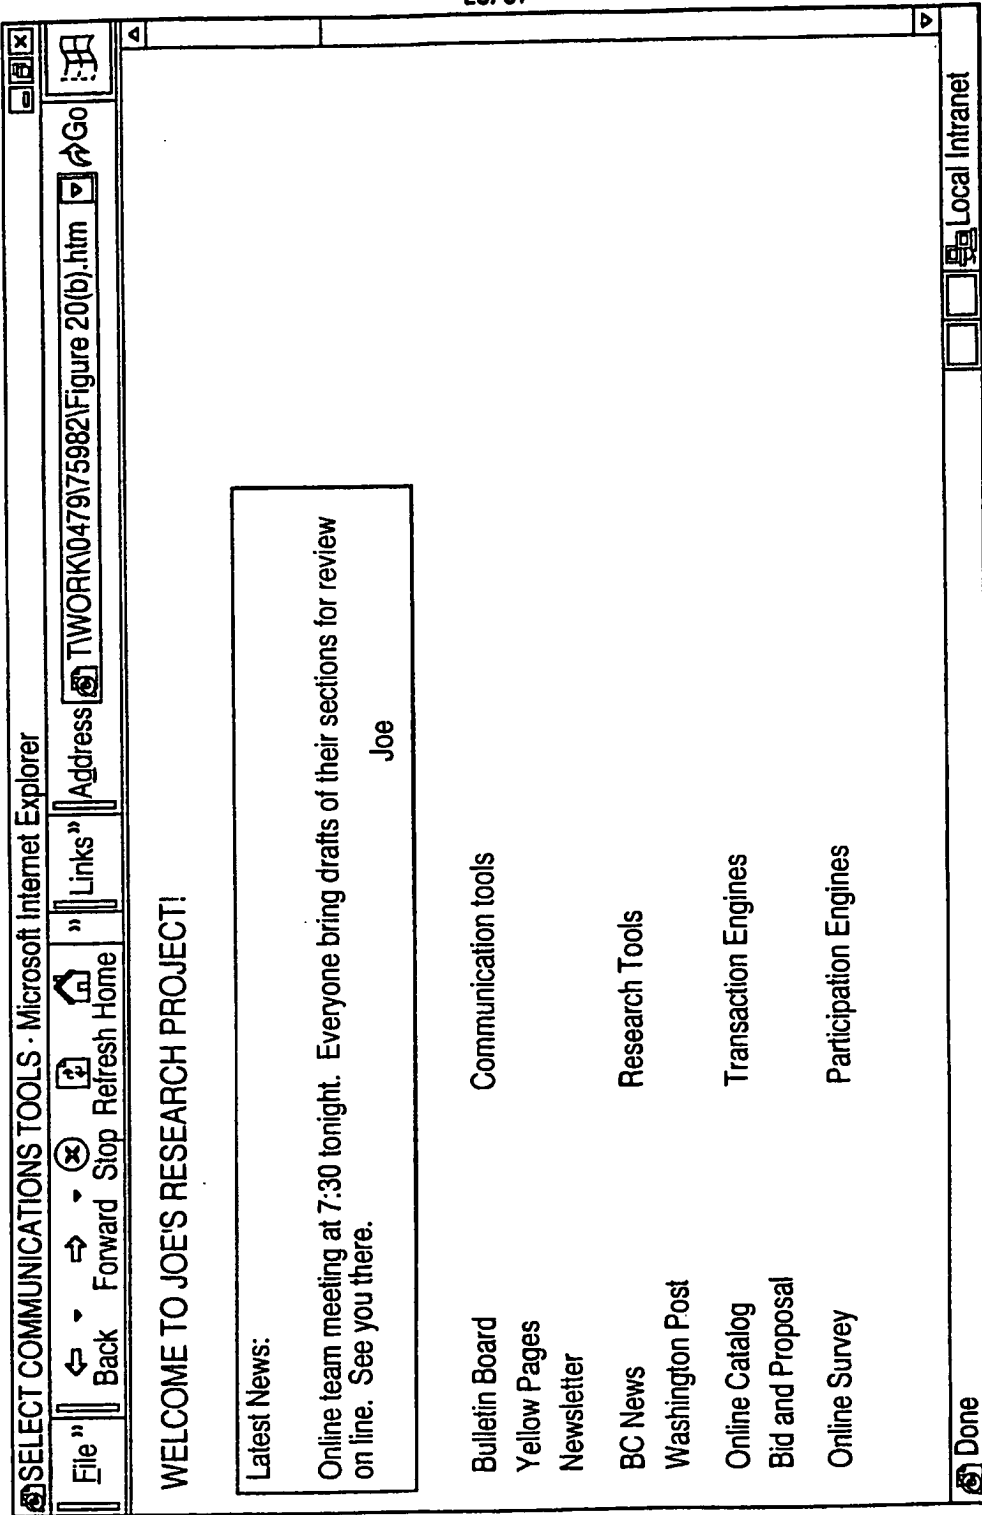 SELECT COMMUNICATIONS TOOLS - Microsoft Internet Explorer
File » Back Forward Stop Refresh Home » Links » Address T\WORK\0479\75982\Figure 20(b).htm Go
WELCOME TO JOE'S RESEARCH PROJECT!
Latest News:
Online team meeting at 7:30 tonight. Everyone bring drafts of their sections for review
on line. See you there.
Joe
Bulletin Board Communication tools
Yellow Pages
Newsletter
BC News Research Tools
Washington Post
Online Catalog Transaction Engines
Bid and Proposal
Online Survey Participation Engines
Done Local Intranet